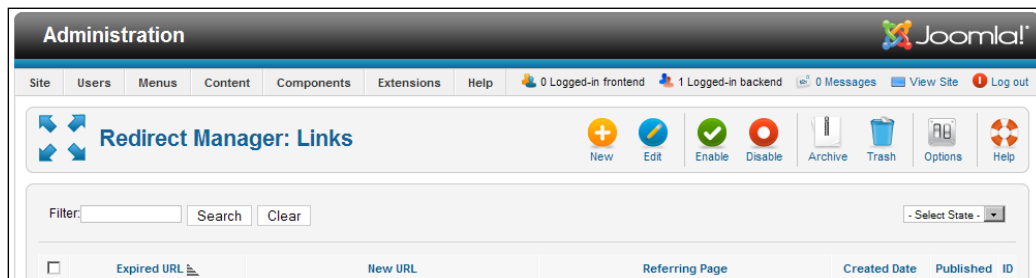 Administration
Joomla!
Site Users Menus Content Components Extensions Help 0 Logged-in frontend 1 Logged-in backend 0 Messages View Site Log out
Redirect Manager: Links
New Edit Enable Disable Archive Trash Options Help
Filter: Search Clear - Select State -
Expired URL New URL Referring Page Created Date Published ID